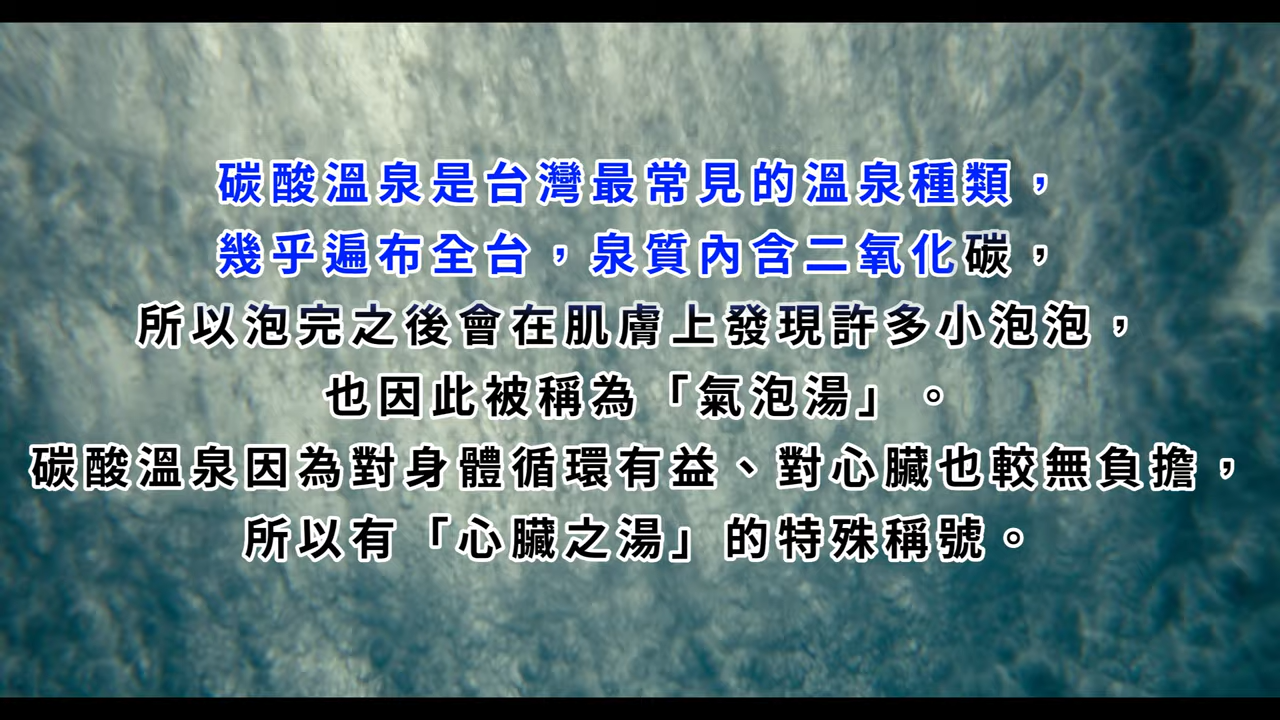 碳酸溫泉是台灣最常見的溫泉種類，
幾乎遍布全台，泉質內含二氧化碳，
所以泡完之後會在肌膚上發現許多小泡泡，
也因此被稱為「氣泡湯」。
碳酸溫泉因為對身體循環有益、對心臟也較無負擔，
所以有「心臟之湯」的特殊稱號。